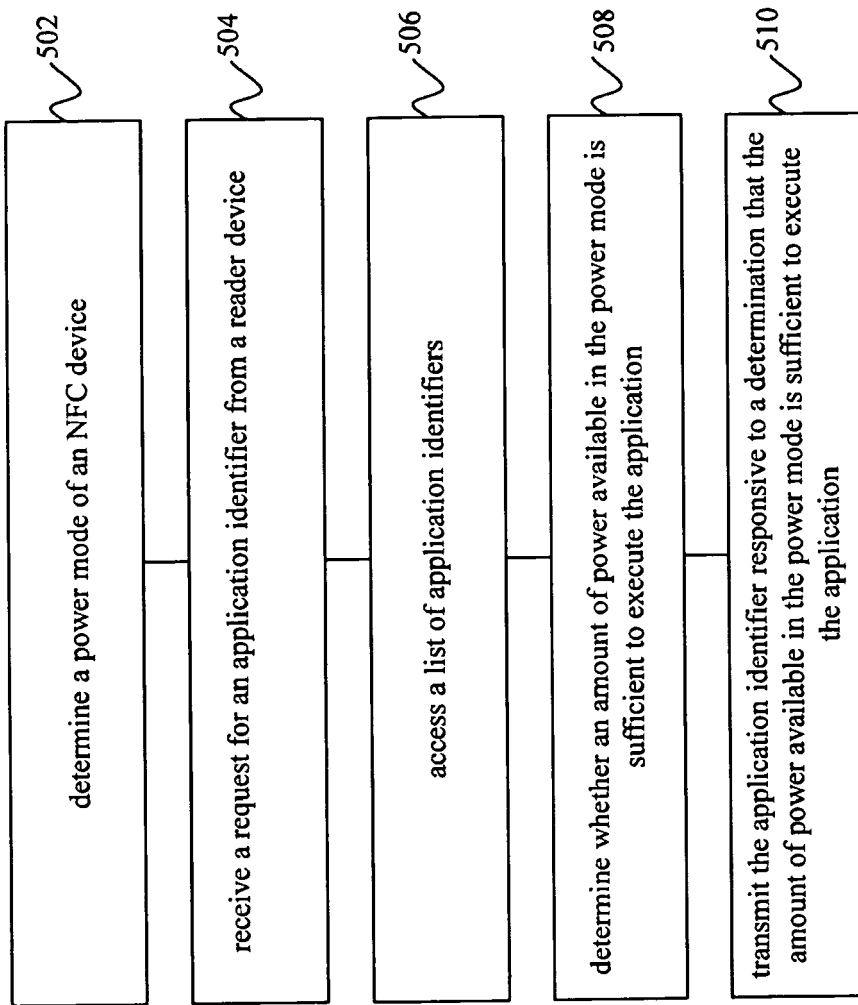 502
determine a power mode of an NFC device
504
receive a request for an application identifier from a reader device
506
access a list of application identifiers
508
determine whether an amount of power available in the power mode is
sufficient to execute the application
510
transmit the application identifier responsive to a determination that the
amount of power available in the power mode is sufficient to execute
the application